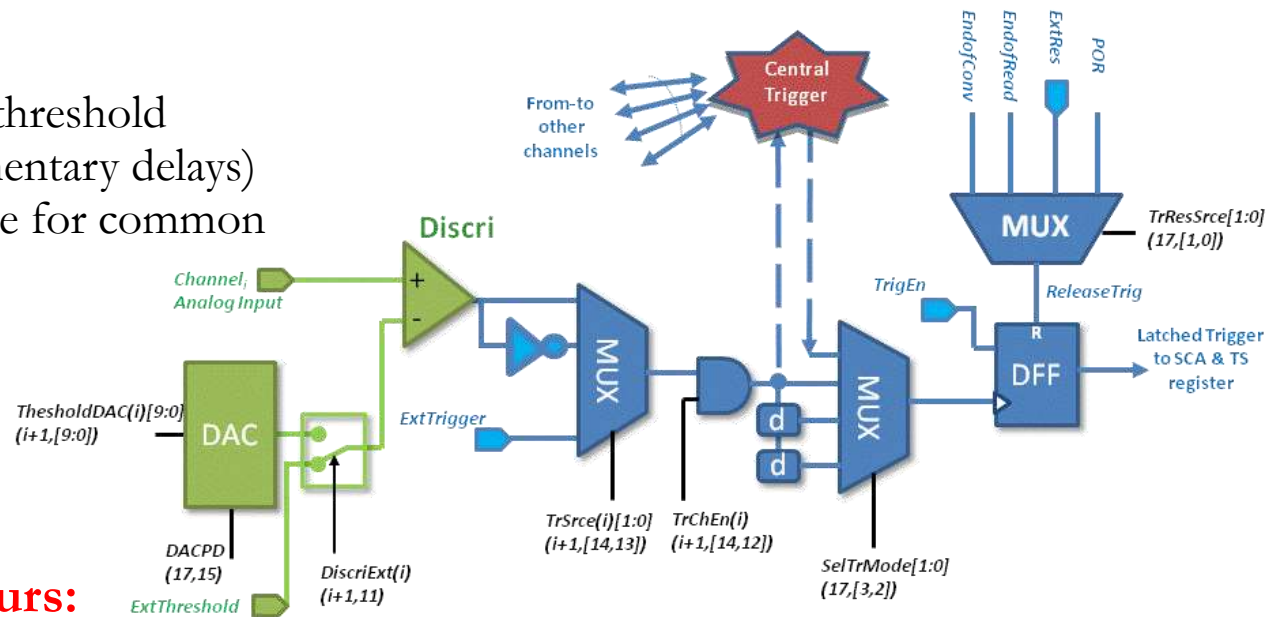 threshold
mentary delays)
e for common
urs:
From-to
other
channels
Central
Trigger
EndofConv
EndofRead
ExtRes
POR
MUX
TrResSrce[1:0]
(17,[1,0])
TrigEn
ReleaseTrig
R
DFF
Latched Trigger
to SCA & TS
register
Discri
Channeli
Analog Input
+
-
MUX
ExtTrigger
d
d
MUX
ThesholdDAC(i)[9:0]
(i+1,[9:0])
DAC
DACPD
(17,15)
ExtThreshold
DiscriExt(i)
(i+1,11)
TrSrce(i)[1:0]
(i+1,[14,13])
TrChEn(i)
(i+1,[14,12])
SelTrMode[1:0]
(17,[3,2])